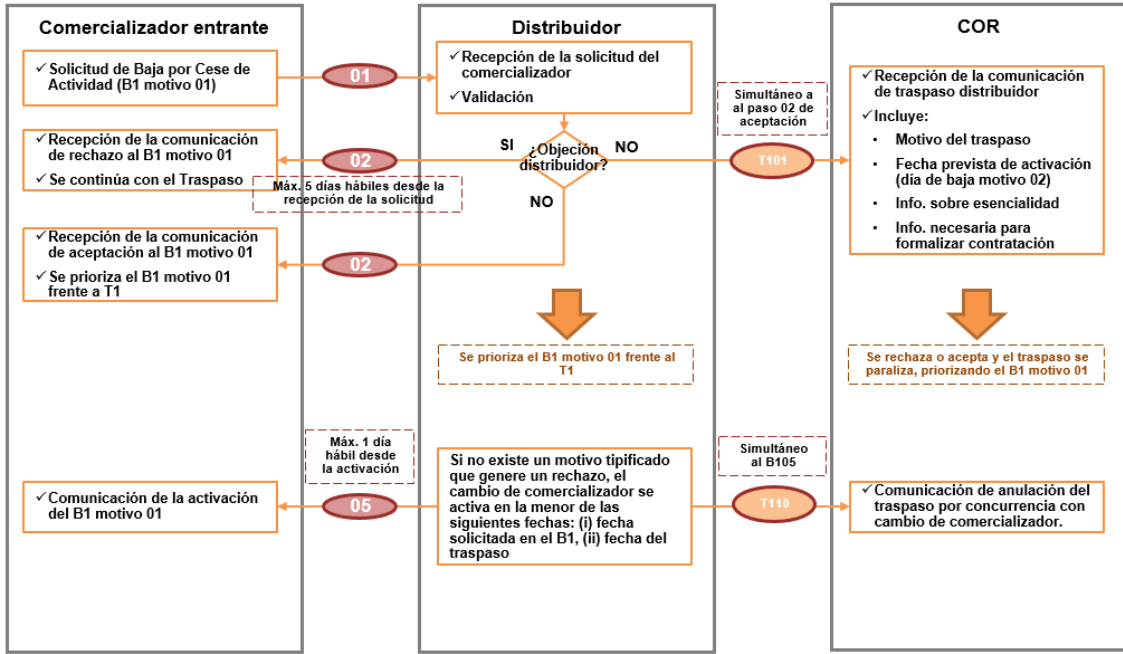 Comercializador entrante
✓Solicitud de Baja por Cese de
Actividad (B1 motivo 01)
✓Recepción de la comunicación
de rechazo al B1 motivo 01
✓Se continúa con el Traspaso
✓Recepción de la comunicación
de aceptación al B1 motivo 01
✓Se prioriza el B1 motivo 01
frente a T1
✓Comunicación de la activación
del B1 motivo 01
01
02
Máx. 5 días hábiles desde la
recepción de la solicitud
02
Máx. 1 día
hábil desde
la activación
05
Distribuidor
✓Recepción de la solicitud del
comercializador
✓Validación
SI
¿Objeción
distribuidor?
NO
NO
Se prioriza el B1 motivo 01 frente al
T1
Si no existe un motivo tipificado
que genere un rechazo, el
cambio de comercializador se
activa en la menor de las
siguientes fechas: (i) fecha
solicitada en el B1, (ii) fecha del
traspaso
Simultáneo a
al paso 02 de
aceptación
T101
Simultáneo
al B105
T110
COR
✓Recepción de la comunicación
de traspaso distribuidor
✓Incluye:
• Motivo del traspaso
• Fecha prevista de activación
(día de baja motivo 02)
• Info. sobre esencialidad
• Info. necesaria para
formalizar contratación
Se rechaza o acepta y el traspaso se
paraliza, priorizando el B1 motivo 01
✓Comunicación de anulación del
traspaso por concurrencia con
cambio de comercializador.